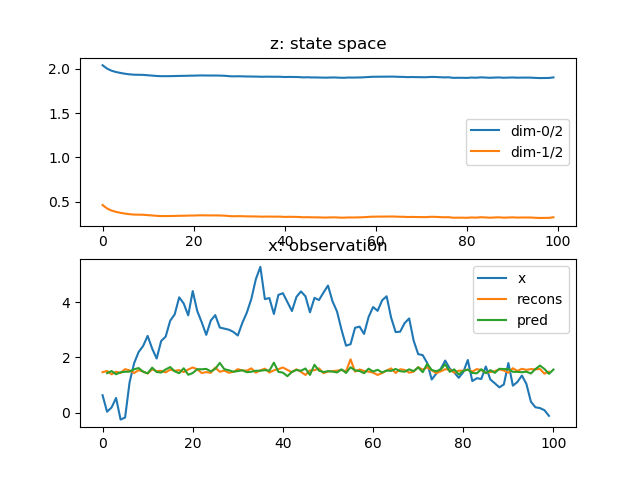 z: state space
2.0
1.5
1.0
0.5
dim-0/2
dim-1/2
0 20 40 60 80 100
x: observation
4
2
0
x
recons
pred
0 20 40 60 80 100